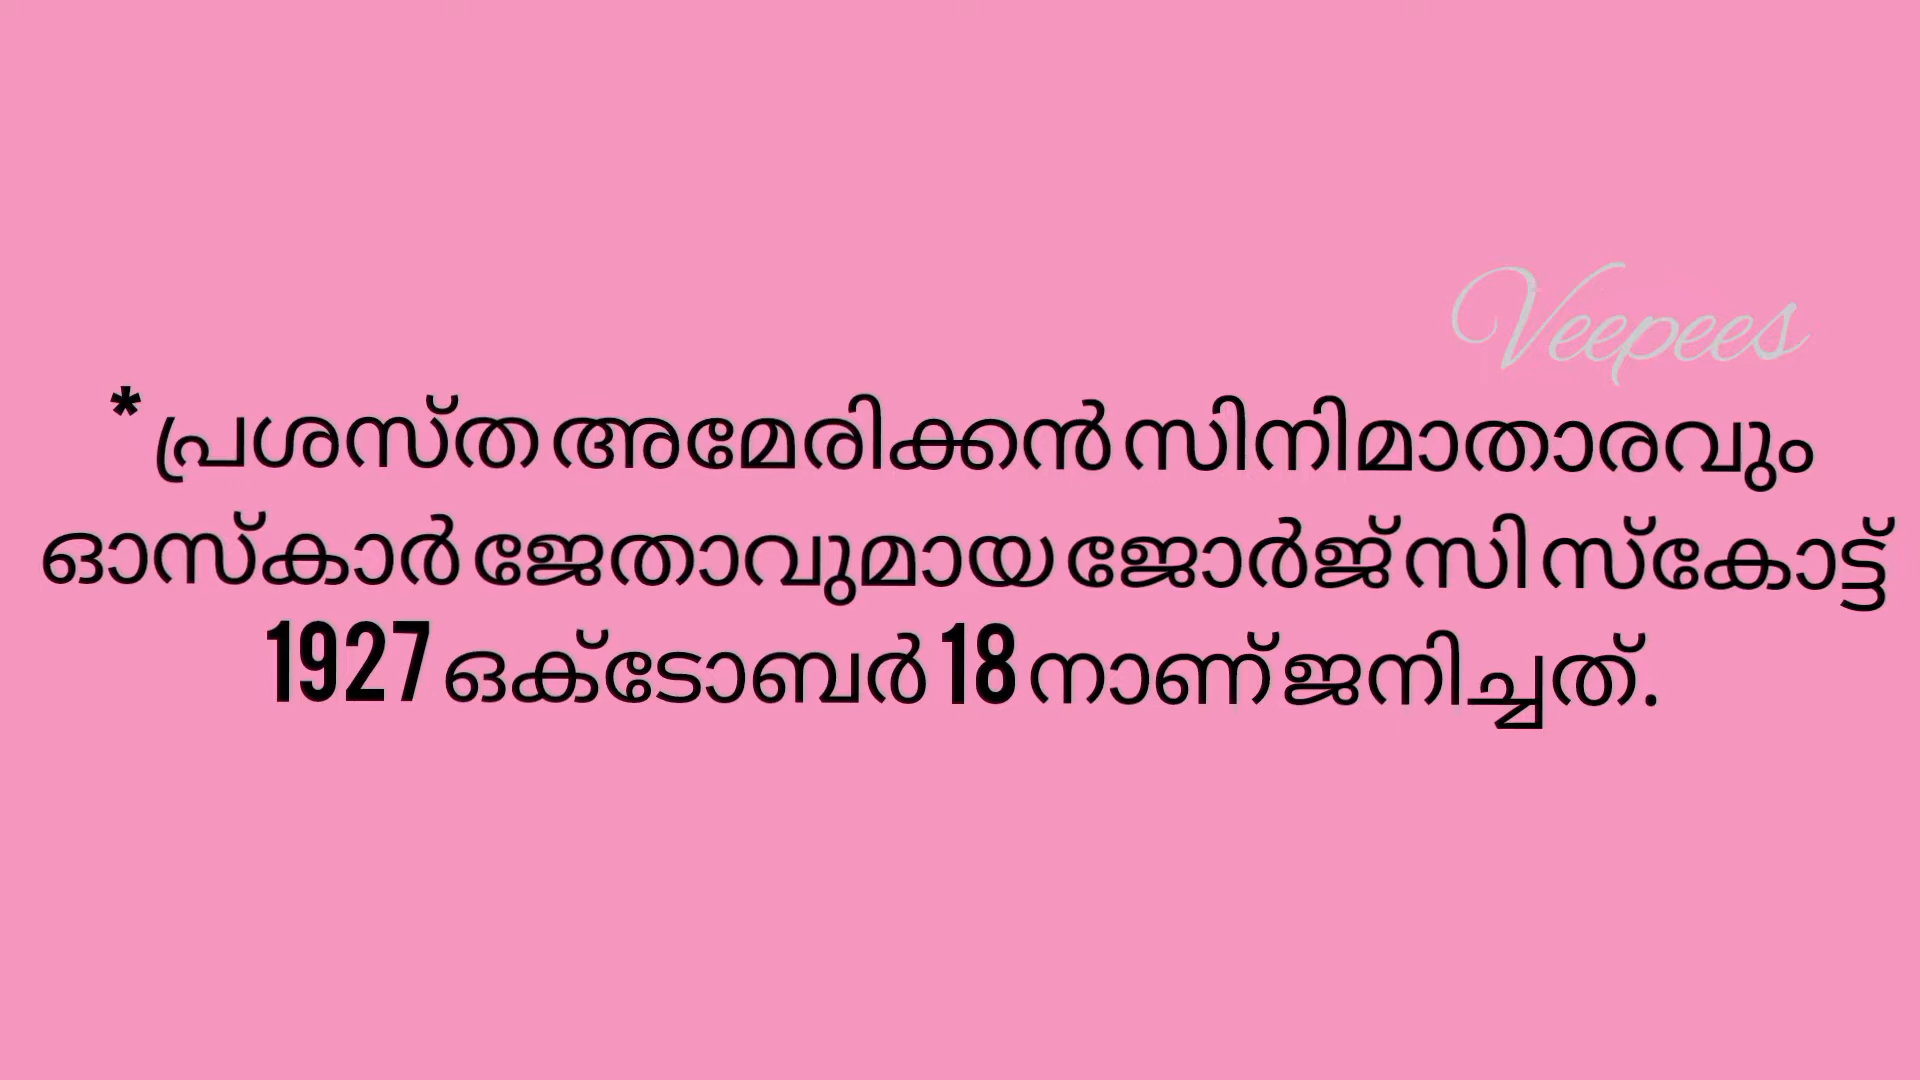 Veepees
* പ്രശസ്ത അമേരിക്കൻ സിനിമാതാരവും
ഓസ്കാർ ജേതാവുമായ ജോർജ് സി സ്കോട്ട്
1927 ഒക്ടോബർ 18 നാണ് ജനിച്ചത്.